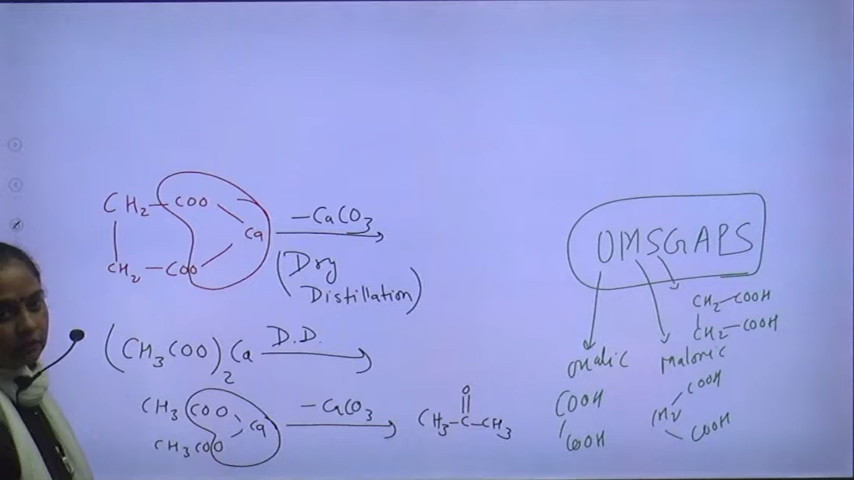 CH2—COO
Ca
CH2—COO
—CaCO3
(Dry Distillation)
(CH3COO)2Ca
D.D.
CH3COO
Ca
CH3COO
—CaCO3
O
CH3—C—CH3
OMSGAPS
CH2—COOH
CH2—COOH
oxalic
COOH
COOH
Malonic
COOH
CH2
COOH